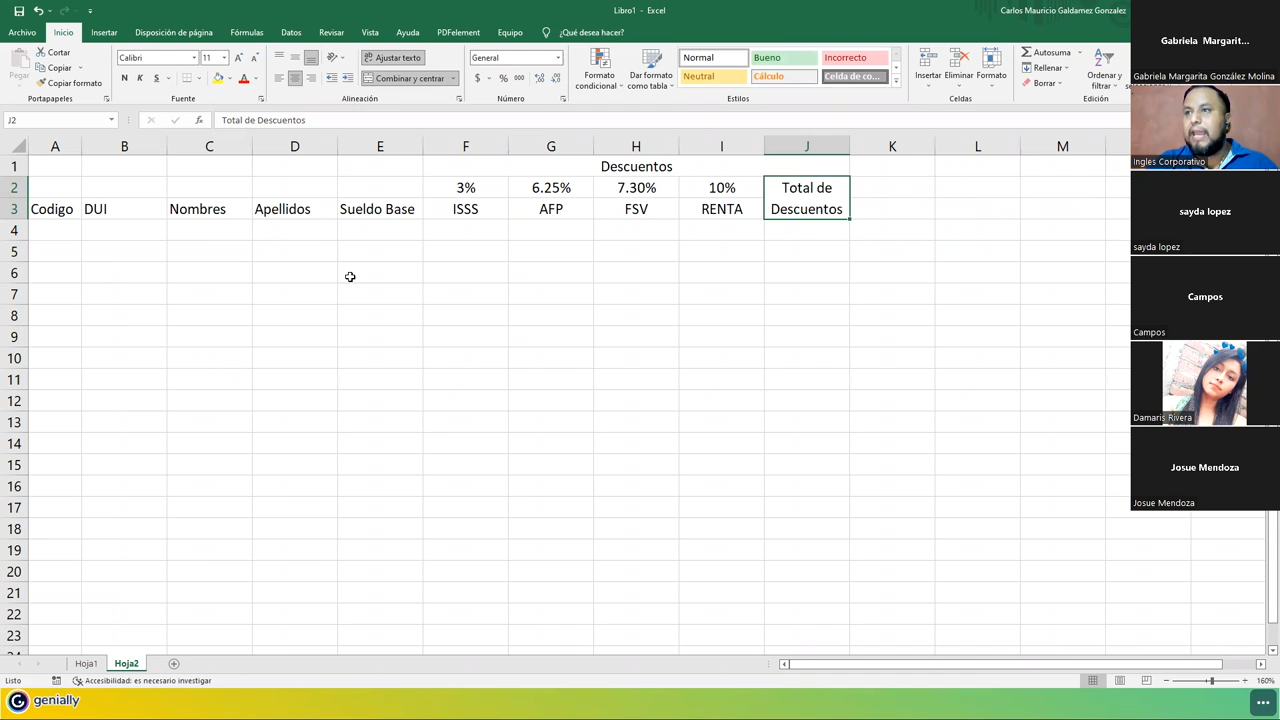 Libro1 - Excel
Carlos Mauricio Galdamez Gonzalez
Archivo Inicio Insertar Disposición de página Fórmulas Datos Revisar Vista Ayuda PDFelement Equipo ¿Qué desea hacer?
Pegar
Cortar
Copiar
Copiar formato
Portapapeles
Calibri 11
N K S
Fuente
Ajustar texto
Combinar y centrar
Alineación
General
$ % 000
Número
Formato condicional
Dar formato como tabla
Normal Bueno Incorrecto
Neutral Cálculo Celda de co...
Estilos
Insertar Eliminar Formato
Celdas
Autosuma
Rellenar
Borrar
Ordenar y filtrar
Edición
J2 fx Total de Descuentos
A B C D E F G H I J K L M
1 Descuentos
2 3% 6.25% 7.30% 10% Total de
3 Codigo DUI Nombres Apellidos Sueldo Base ISSS AFP FSV RENTA Descuentos
4
5
6
7
8
9
10
11
12
13
14
15
16
17
18
19
20
21
22
23
Hoja1 Hoja2
Listo Accesibilidad: es necesario investigar 160%
genially
Gabriela Margarit...
Gabriela Margarita González Molina
Ingles Corporativo
sayda lopez
sayda lopez
Campos
Campos
Damaris Rivera
Josue Mendoza
Josue Mendoza